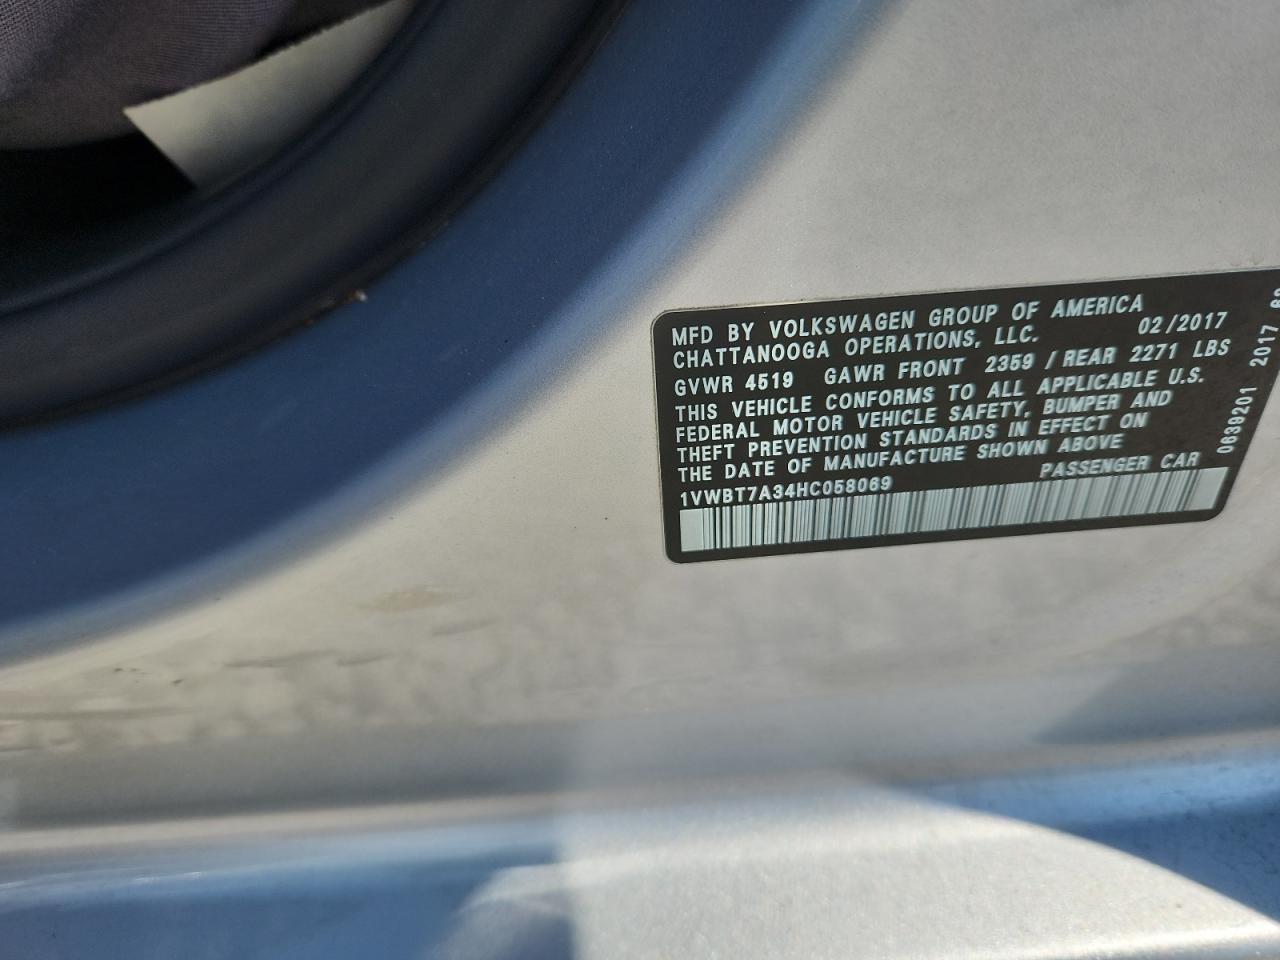 MFD BY VOLKSWAGEN GROUP OF AMERICA
CHATTANOOGA OPERATIONS, LLC. 02/2017
GVWR 4519 GAWR FRONT 2359 / REAR 2271 LBS
THIS VEHICLE CONFORMS TO ALL APPLICABLE U.S.
FEDERAL MOTOR VEHICLE SAFETY, BUMPER AND
THEFT PREVENTION STANDARDS IN EFFECT ON
THE DATE OF MANUFACTURE SHOWN ABOVE
1VWBT7A34HC058069 PASSENGER CAR
0639201 2017